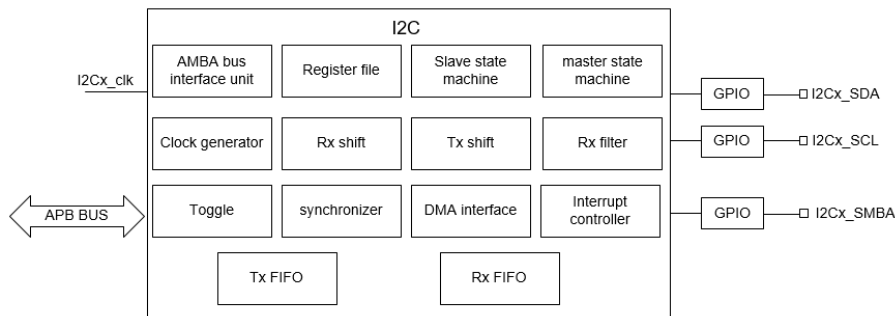 I2C
I2Cx_clk
AMBA bus
interface unit
Register file
Slave state
machine
master state
machine
GPIO
I2Cx_SDA
Clock generator
Rx shift
Tx shift
Rx filter
GPIO
I2Cx_SCL
APB BUS
Toggle
synchronizer
DMA interface
Interrupt
controller
GPIO
I2Cx_SMBA
Tx FIFO
Rx FIFO